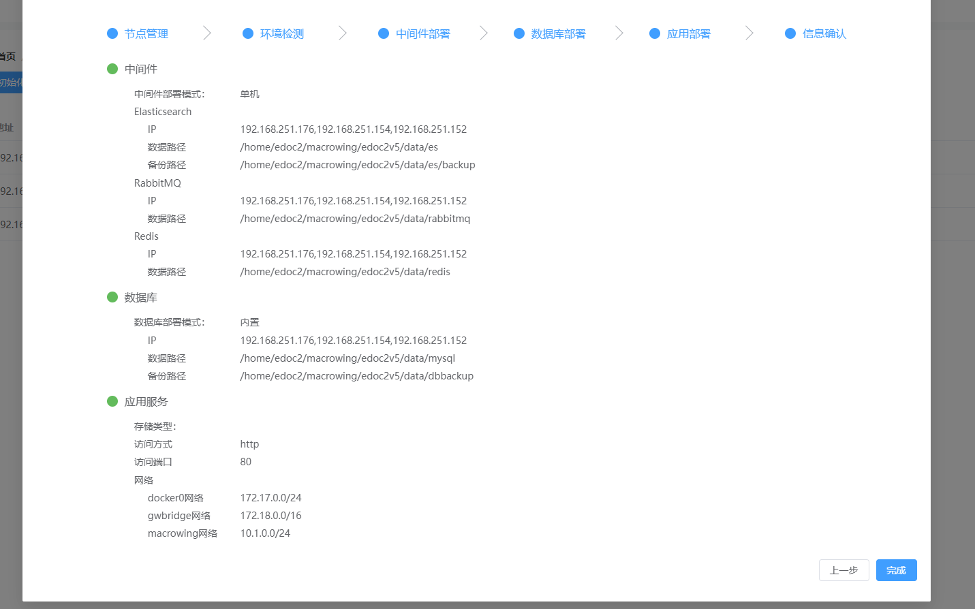 节点管理 环境检测 中间件部署 数据库部署 应用部署 信息确认
首页
中间件
初始化
中间件部署模式： 单机
Elasticsearch
地址
IP 192.168.251.176,192.168.251.154,192.168.251.152
数据路径 /home/edoc2/macrowing/edoc2v5/data/es
92.16
备份路径 /home/edoc2/macrowing/edoc2v5/data/es/backup
RabbitMQ
92.16
IP 192.168.251.176,192.168.251.154,192.168.251.152
数据路径 /home/edoc2/macrowing/edoc2v5/data/rabbitmq
92.16
Redis
IP 192.168.251.176,192.168.251.154,192.168.251.152
数据路径 /home/edoc2/macrowing/edoc2v5/data/redis
数据库
数据库部署模式： 内置
IP 192.168.251.176,192.168.251.154,192.168.251.152
数据路径 /home/edoc2/macrowing/edoc2v5/data/mysql
备份路径 /home/edoc2/macrowing/edoc2v5/data/dbbackup
应用服务
存储类型：
访问方式 http
访问端口 80
网络
docker0网络 172.17.0.0/24
gwbridge网络 172.18.0.0/16
macrowing网络 10.1.0.0/24
上一步 完成